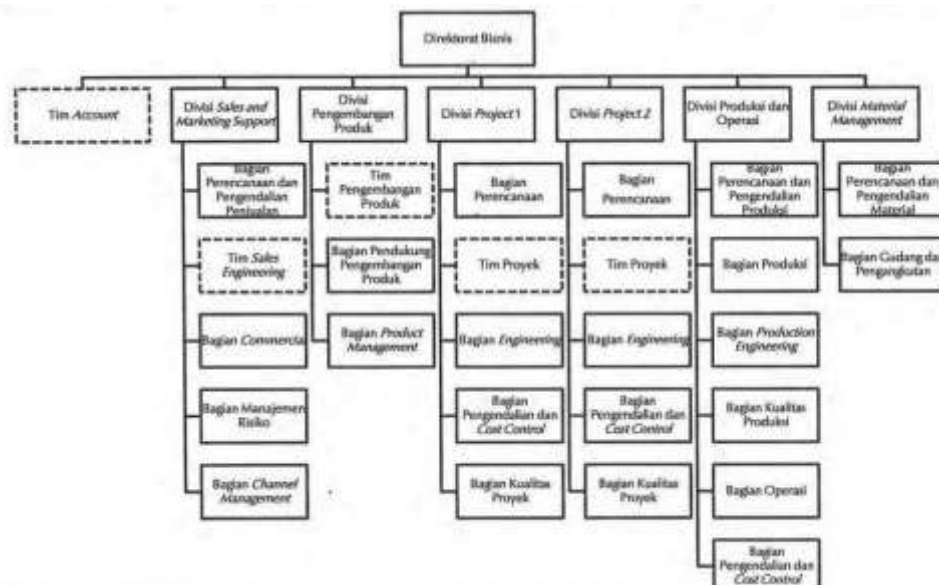 Direktorat Bisnis
Tim Account
Divisi Sales and
Marketing Support
Divisi
Pengembangan
Produk
Divisi Project 1
Divisi Project 2
Divisi Produksi dan
Operasi
Divisi Material
Management
Bagian
Perencanaan dan
Pengendalian
Penjualan
Tim
Pengembangan
Produk
Bagian
Perencanaan
Bagian
Perencanaan
Bagian
Perencanaan dan
Pengendalian
Produksi
Bagian
Perencanaan dan
Pengendalian
Material
Tim Sales
Engineering
Bagian Pendukung
Pengembangan
Produk
Tim Proyek
Tim Proyek
Bagian Produksi
Bagian Gudang da
Pengangkutan
Bagian Commercia
Bagian Product
Management
Bagian Engineering
Bagian Engineering
Bagian Production
Engineering
Bagian Manajemen
Risiko
Bagian
Pengendalian dan
Cost Control
Bagian
Pengendalian dan
Cost Control
Bagian Kualitas
Produksi
Bagian Channel
Management
Bagian Kualitas
Proyek
Bagian Kualitas
Proyek
Bagian Operasi
Bagian
Pengendalian dan
Cost Control